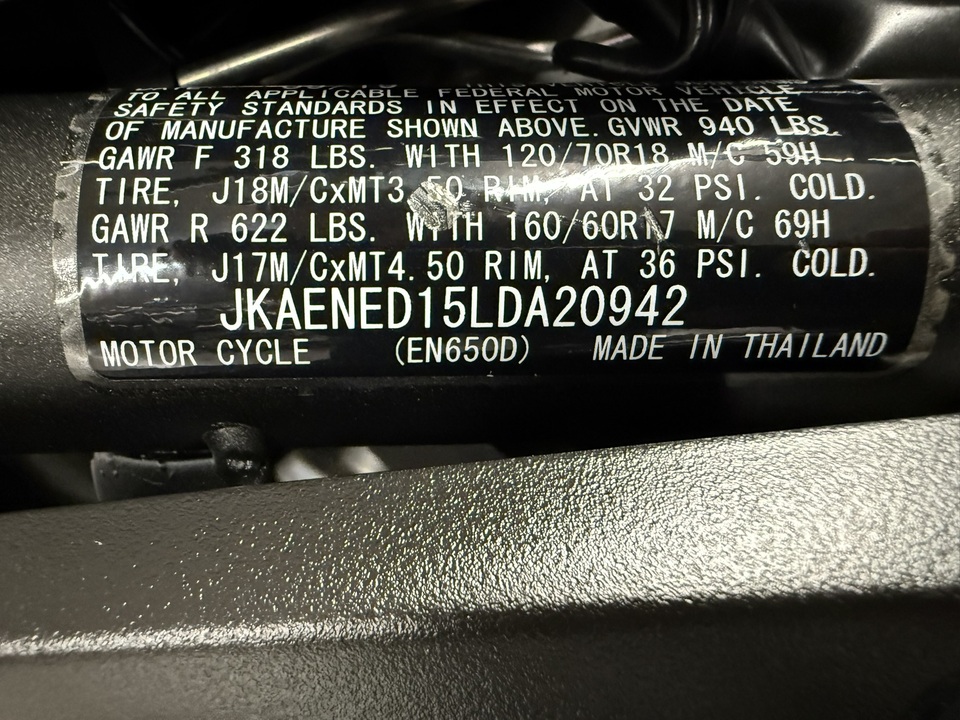 TO ALL APPLICABLE FEDERAL MOTOR VEHICLE
SAFETY STANDARDS IN EFFECT ON THE DATE
OF MANUFACTURE SHOWN ABOVE. GVWR 940 LBS.
GAWR F 318 LBS. WITH 120/70R18 M/C 59H
TIRE, J18M/CxMT3.50 RIM, AT 32 PSI. COLD.
GAWR R 622 LBS. WITH 160/60R17 M/C 69H
TIRE, J17M/CxMT4.50 RIM, AT 36 PSI. COLD.
JKAENED15LDA20942
MOTOR CYCLE (EN650D) MADE IN THAILAND